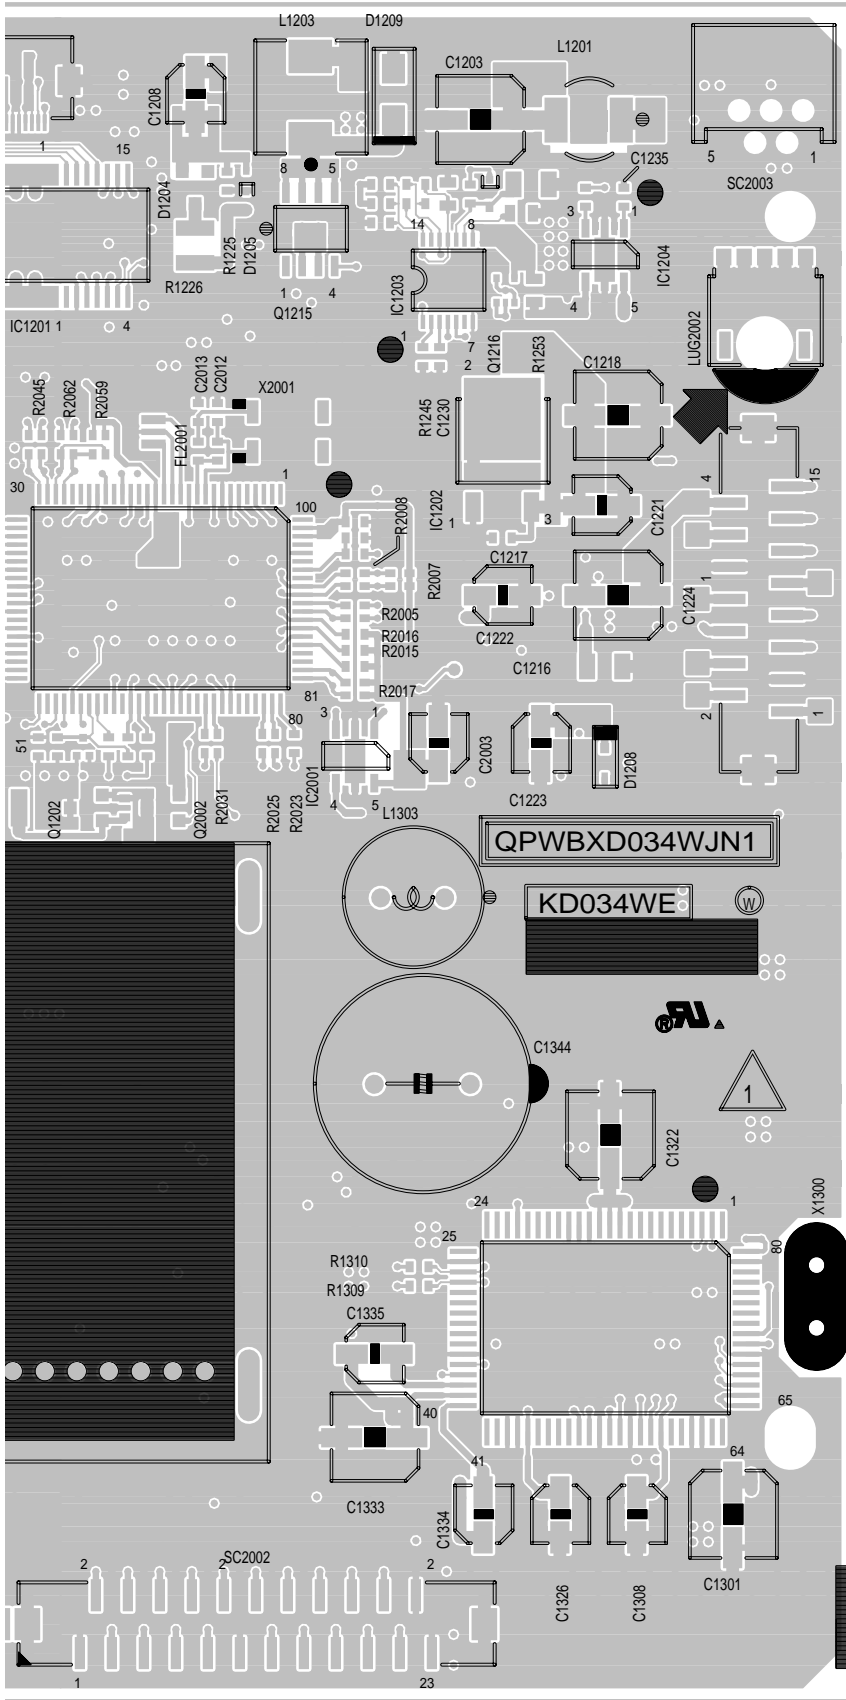 L1203
D1209
C1203
L1201
C1208
1
15
8
5
C1235
5
1
SC2003
D1204
14
8
3
1
R1225
D1205
IC1204
R1226
1
4
Q1215
IC1203
4
5
IC1201
1
4
1
7
LUG2002
2
Q1216
R1253
C1218
R2045
R2062
R2059
C2013
C2012
X2001
R1245
C1230
FL2001
30
1
4
15
100
R2008
IC1202
1
3
C1221
C1217
R2007
1
C1224
R2005
C1222
R2016
R2015
C1216
81
R2017
3
1
80
2
1
51
C2003
D1208
IC2001
4
5
C1223
Q1202
Q2002
R2031
R2025
R2023
L1303
QPWBXD034WJN1
KD034WE
W
® RU
C1344
1
C1322
24
1
X1300
25
80
R1310
R1309
C1335
40
65
41
64
C1333
C1334
SC2002
2
2
2
C1326
C1308
C1301
1
23